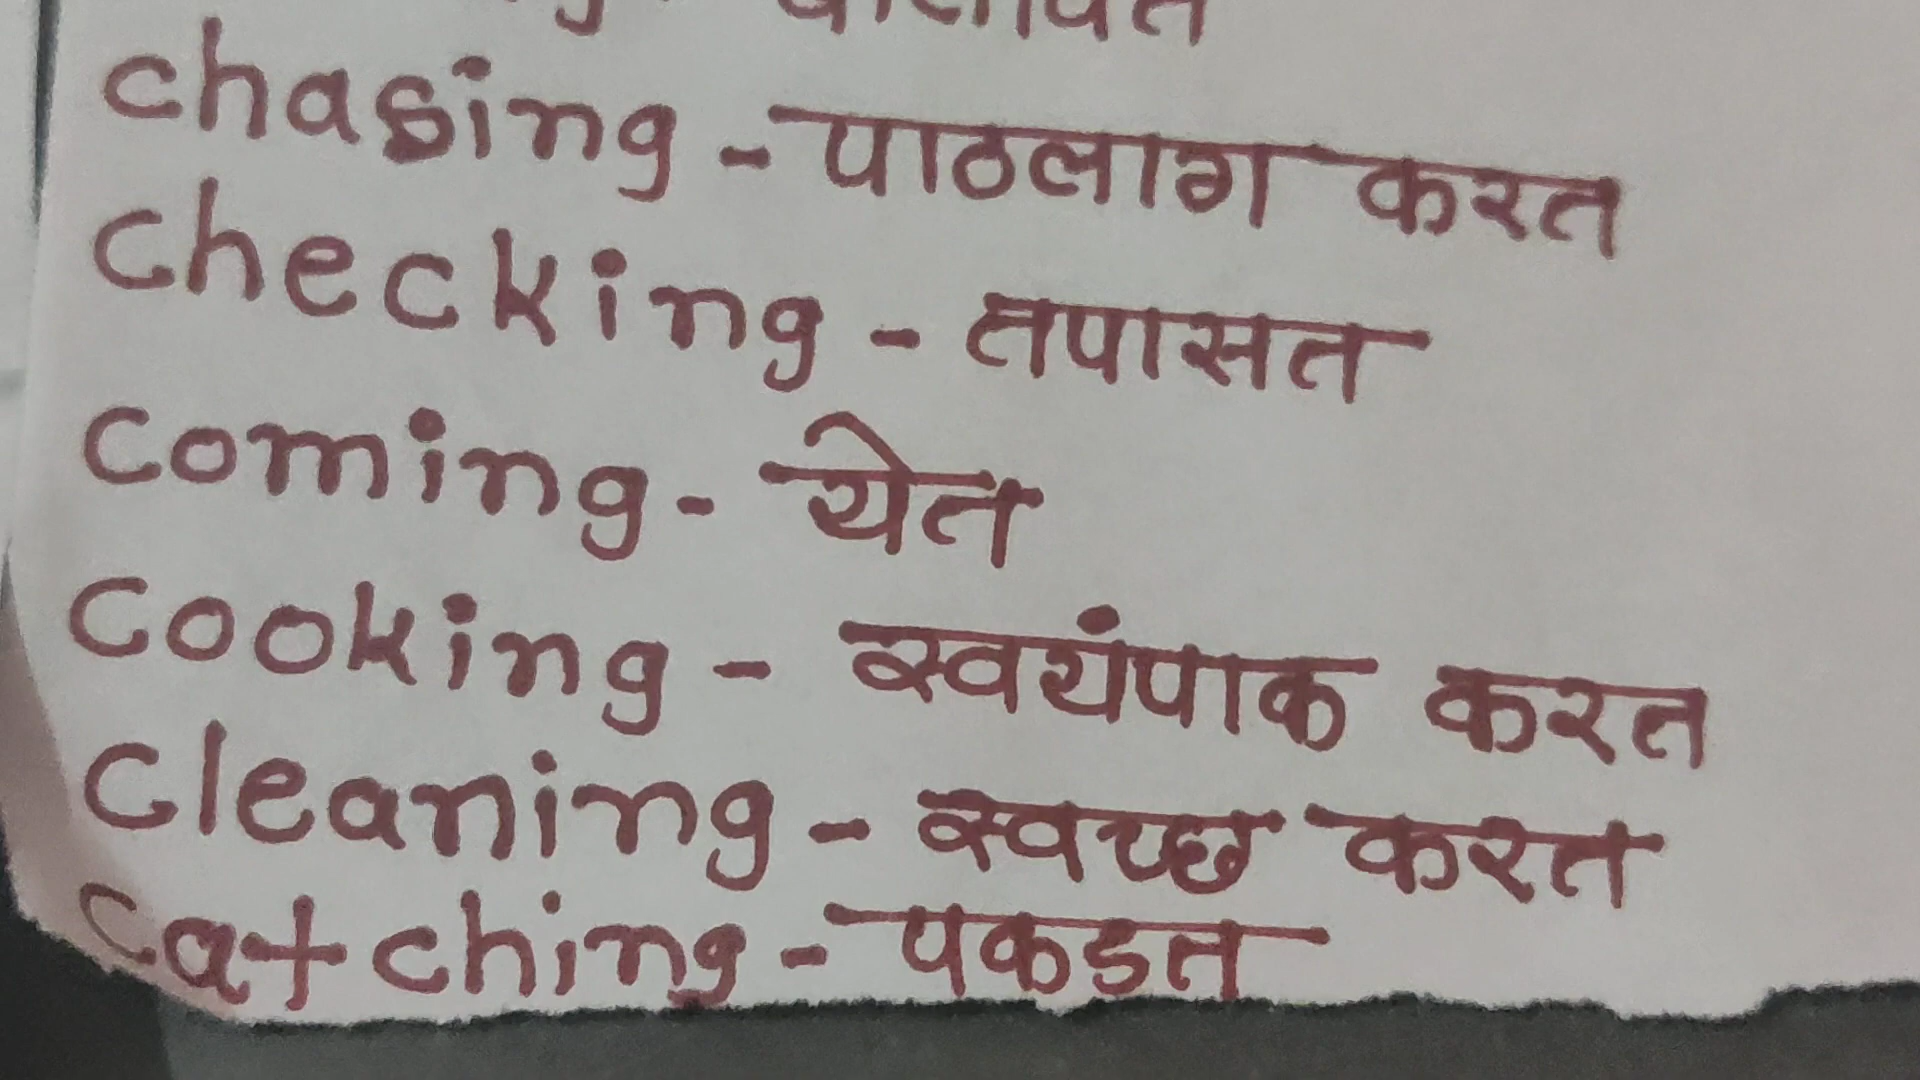 chasing - पाठलाग करत
checking - तपासत
coming - येत
cooking - स्वयंपाक करत
cleaning - स्वच्छ करत
catching - पकडत